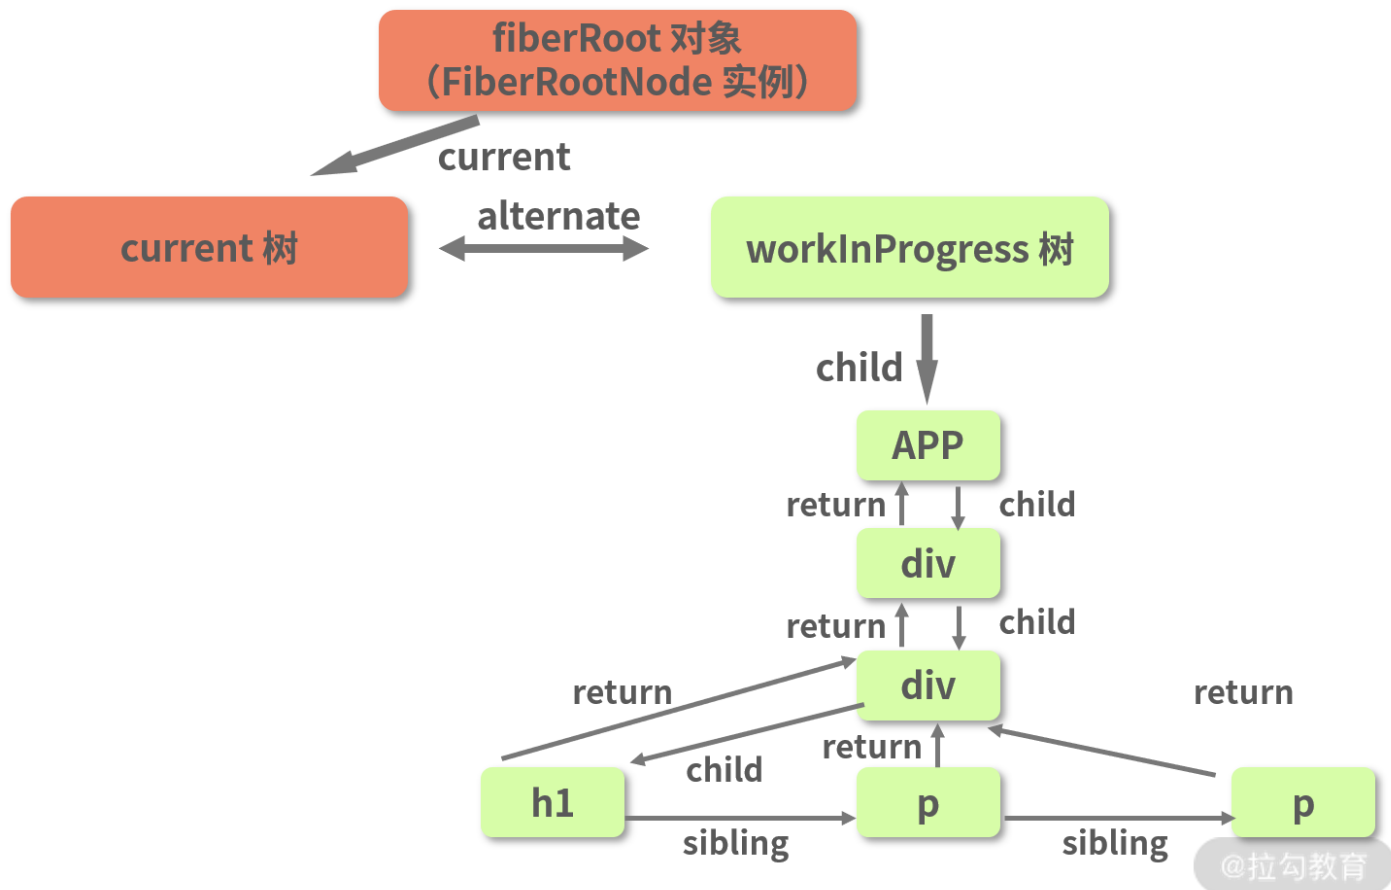 fiberRoot 对象
（FiberRootNode 实例）
current
current 树
alternate
workInProgress 树
child
APP
return
child
div
return
child
return
div
return
return
child
h1
p
p
sibling
sibling
@拉勾教育